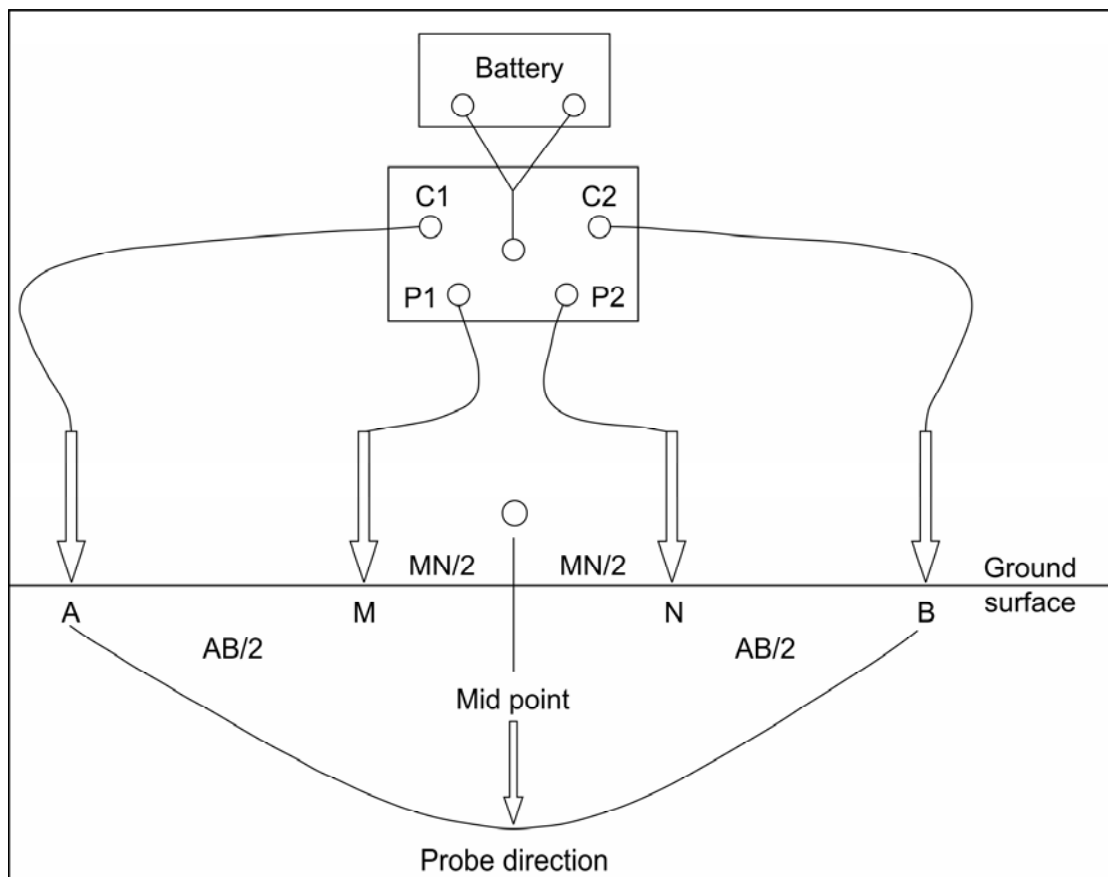 Battery
C1
C2
P1
P2
MN/2
MN/2
Ground
surface
A
M
N
B
AB/2
AB/2
Mid point
Probe direction